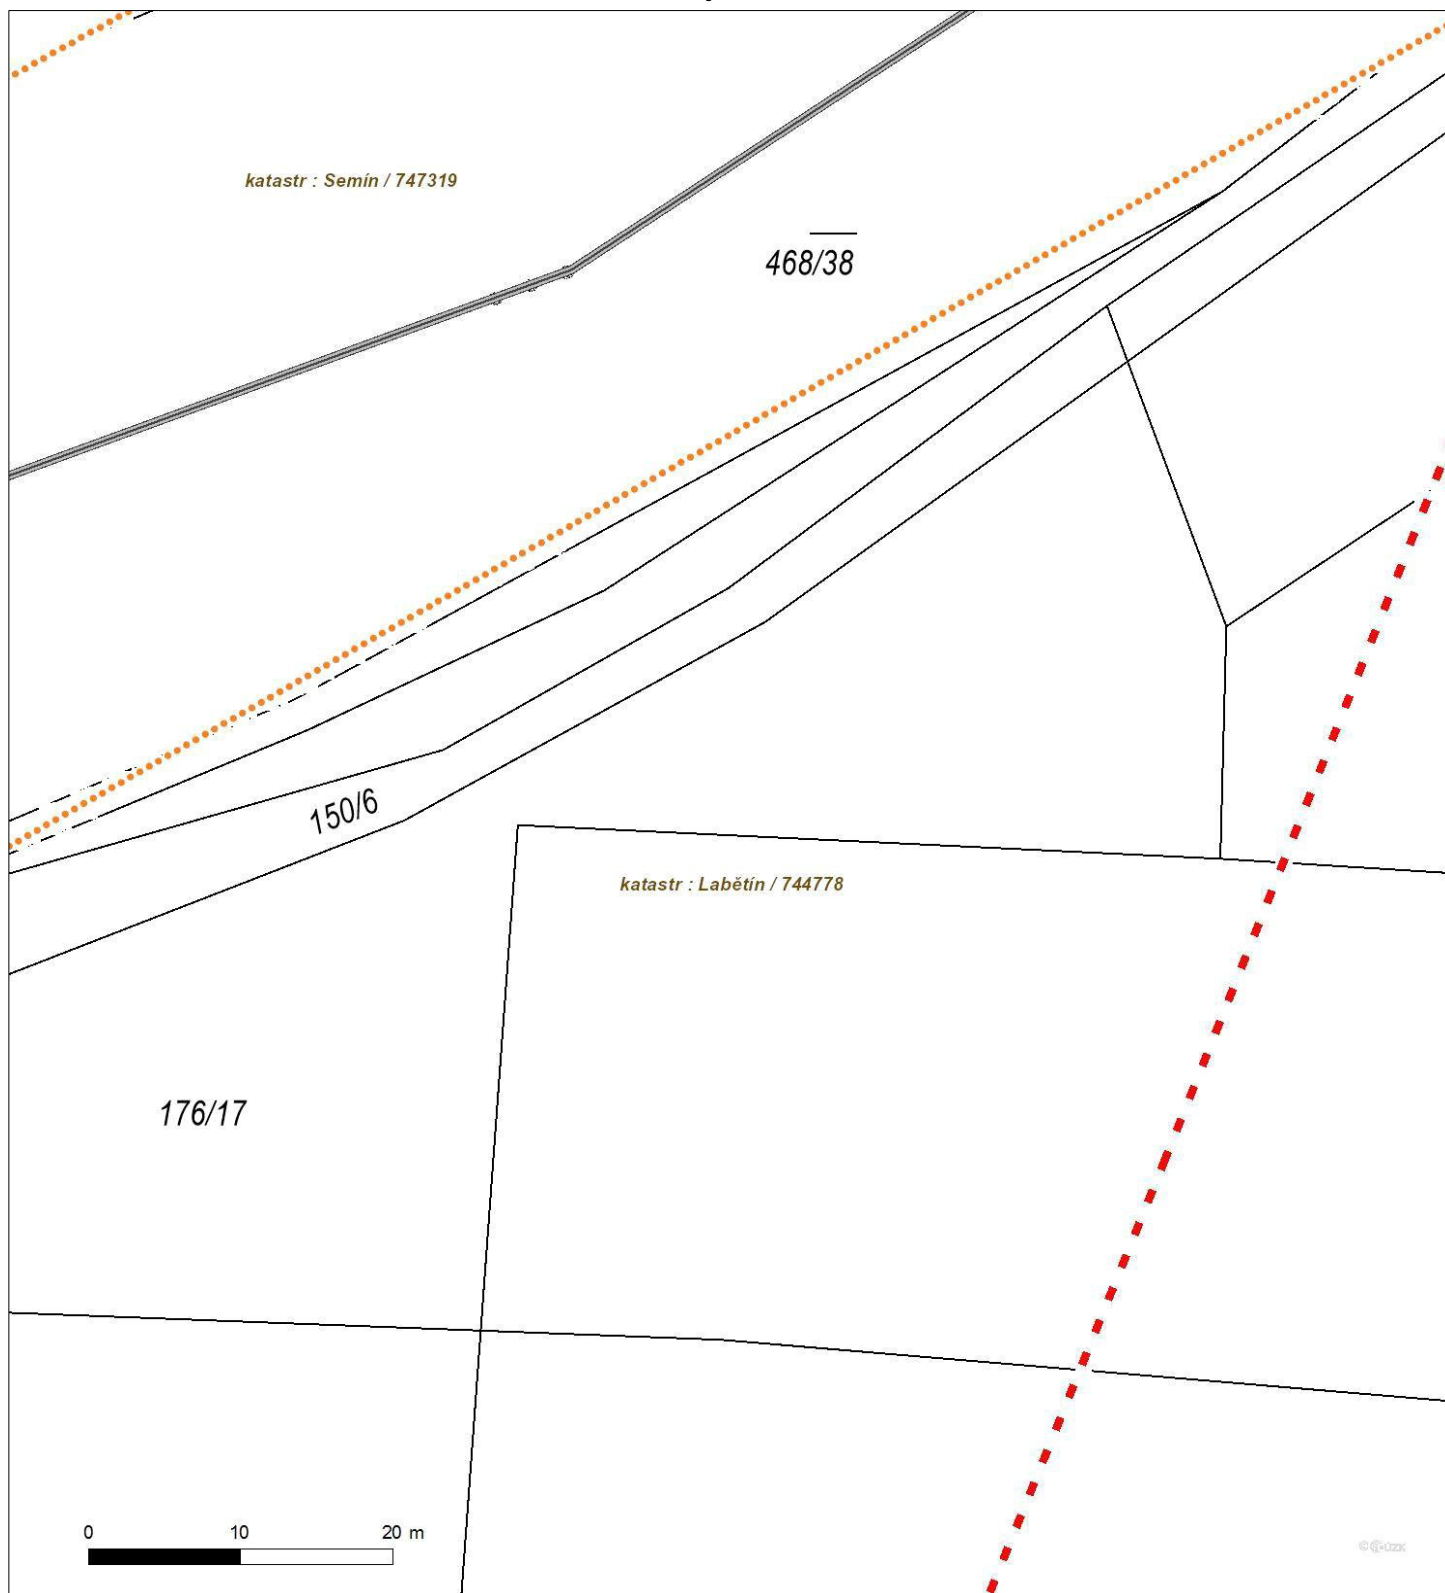 katastr : Semín / 747319
468/38
150/6
katastr : Labětín / 744778
176/17
0 10 20 m